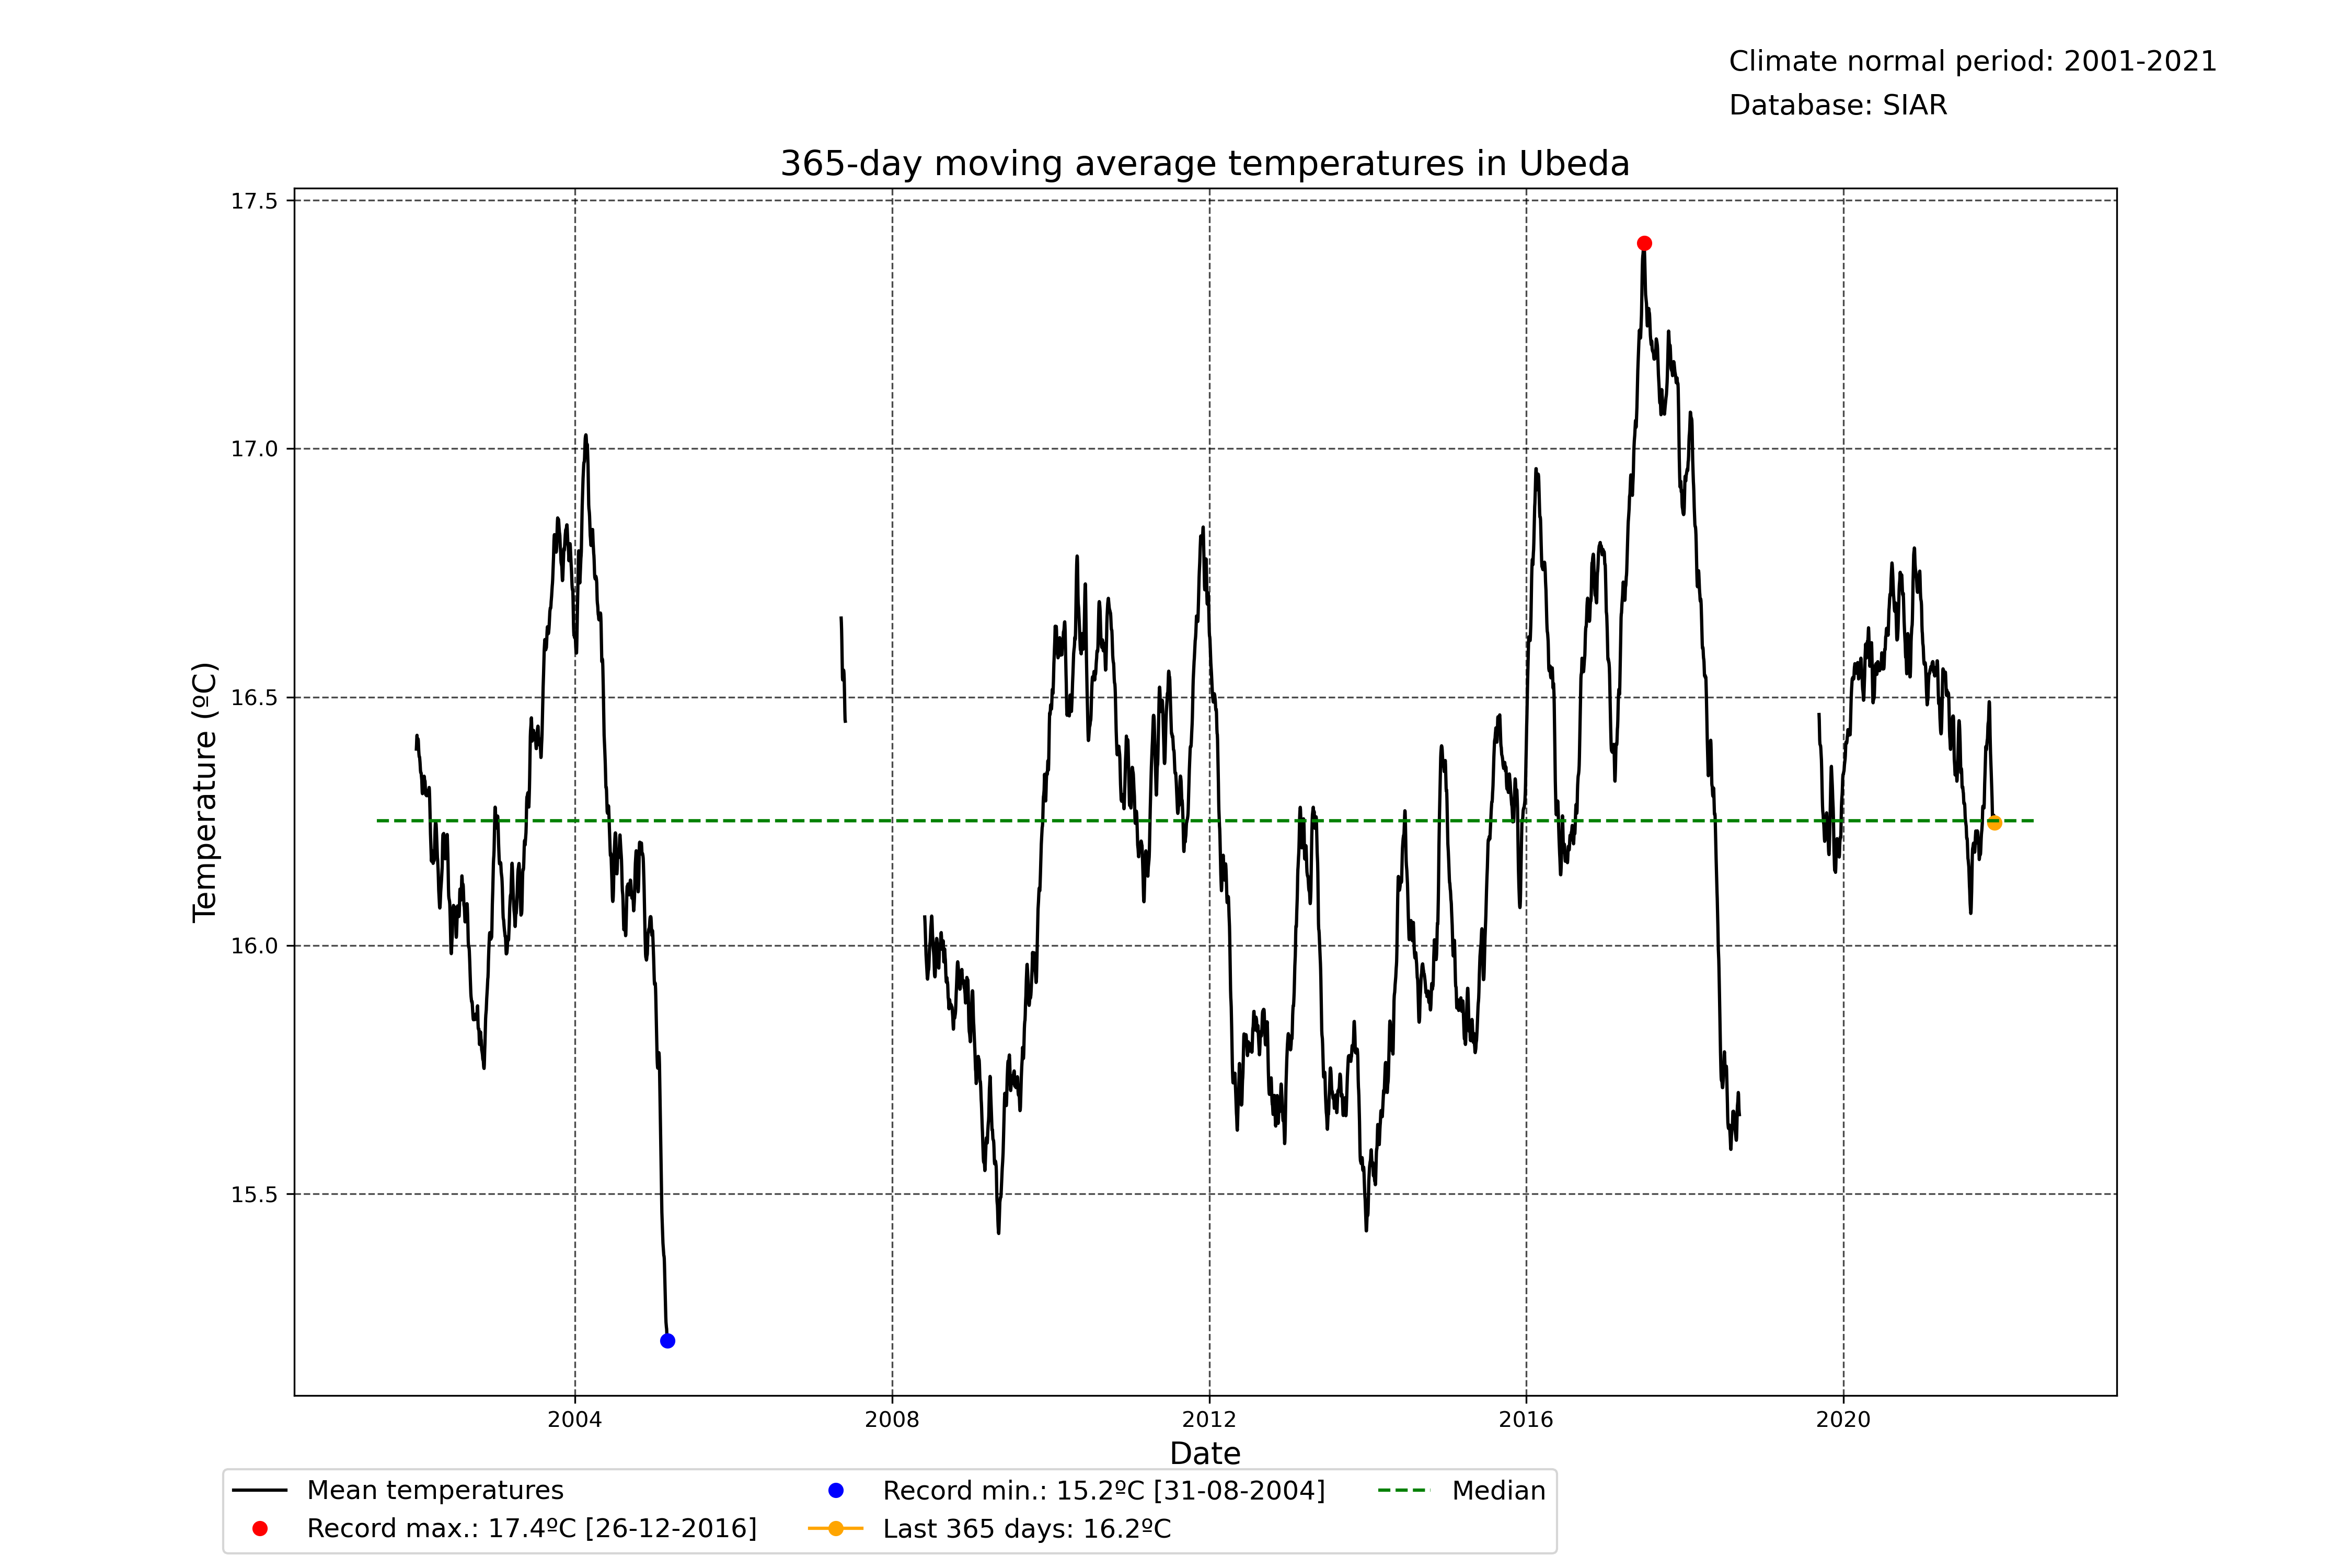 Climate normal period: 2001-2021
Database: SIAR
365-day moving average temperatures in Ubeda
17.5
17.0
16.5
16.0
15.5
Temperature (ºC)
2004 2008 2012 2016 2020
Date
Mean temperatures
Record max.: 17.4ºC [26-12-2016]
Record min.: 15.2ºC [31-08-2004]
Last 365 days: 16.2ºC
Median